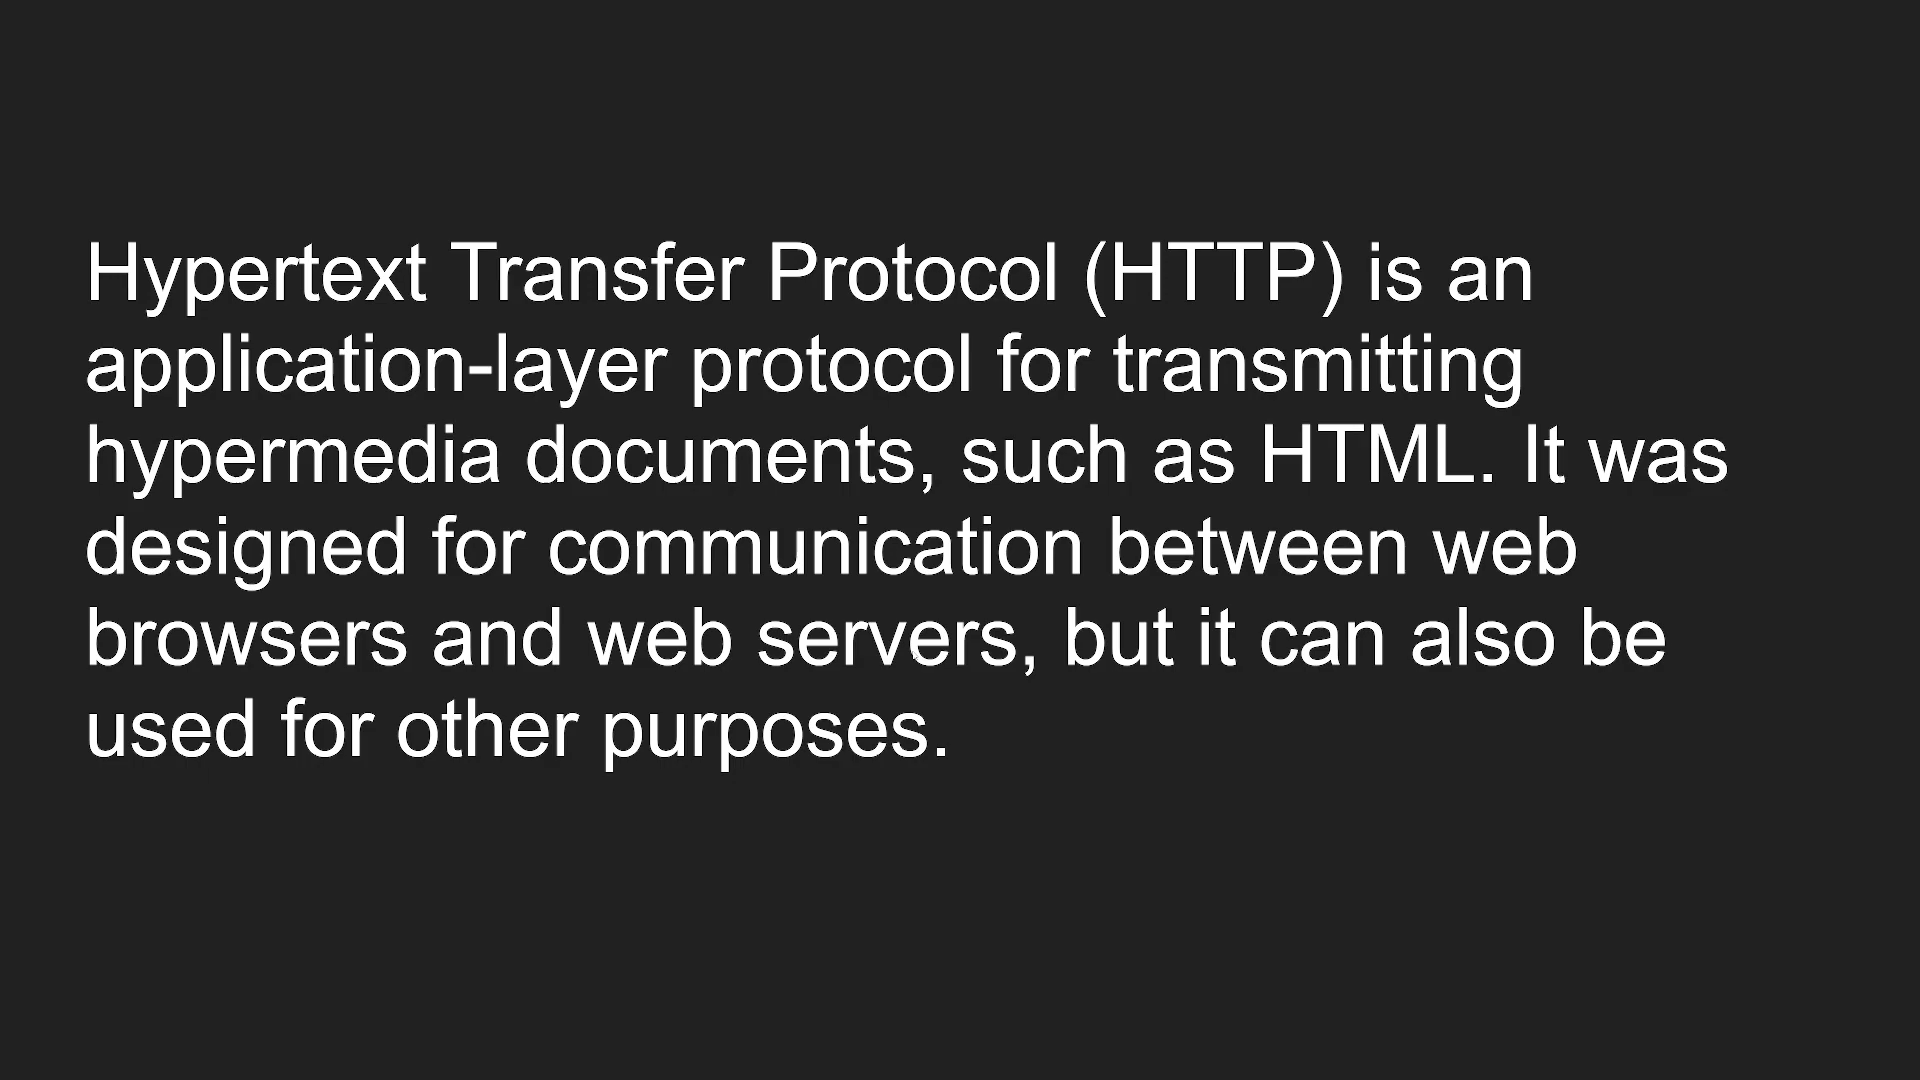 Hypertext Transfer Protocol (HTTP) is an
application-layer protocol for transmitting
hypermedia documents, such as HTML. It was
designed for communication between web
browsers and web servers, but it can also be
used for other purposes.